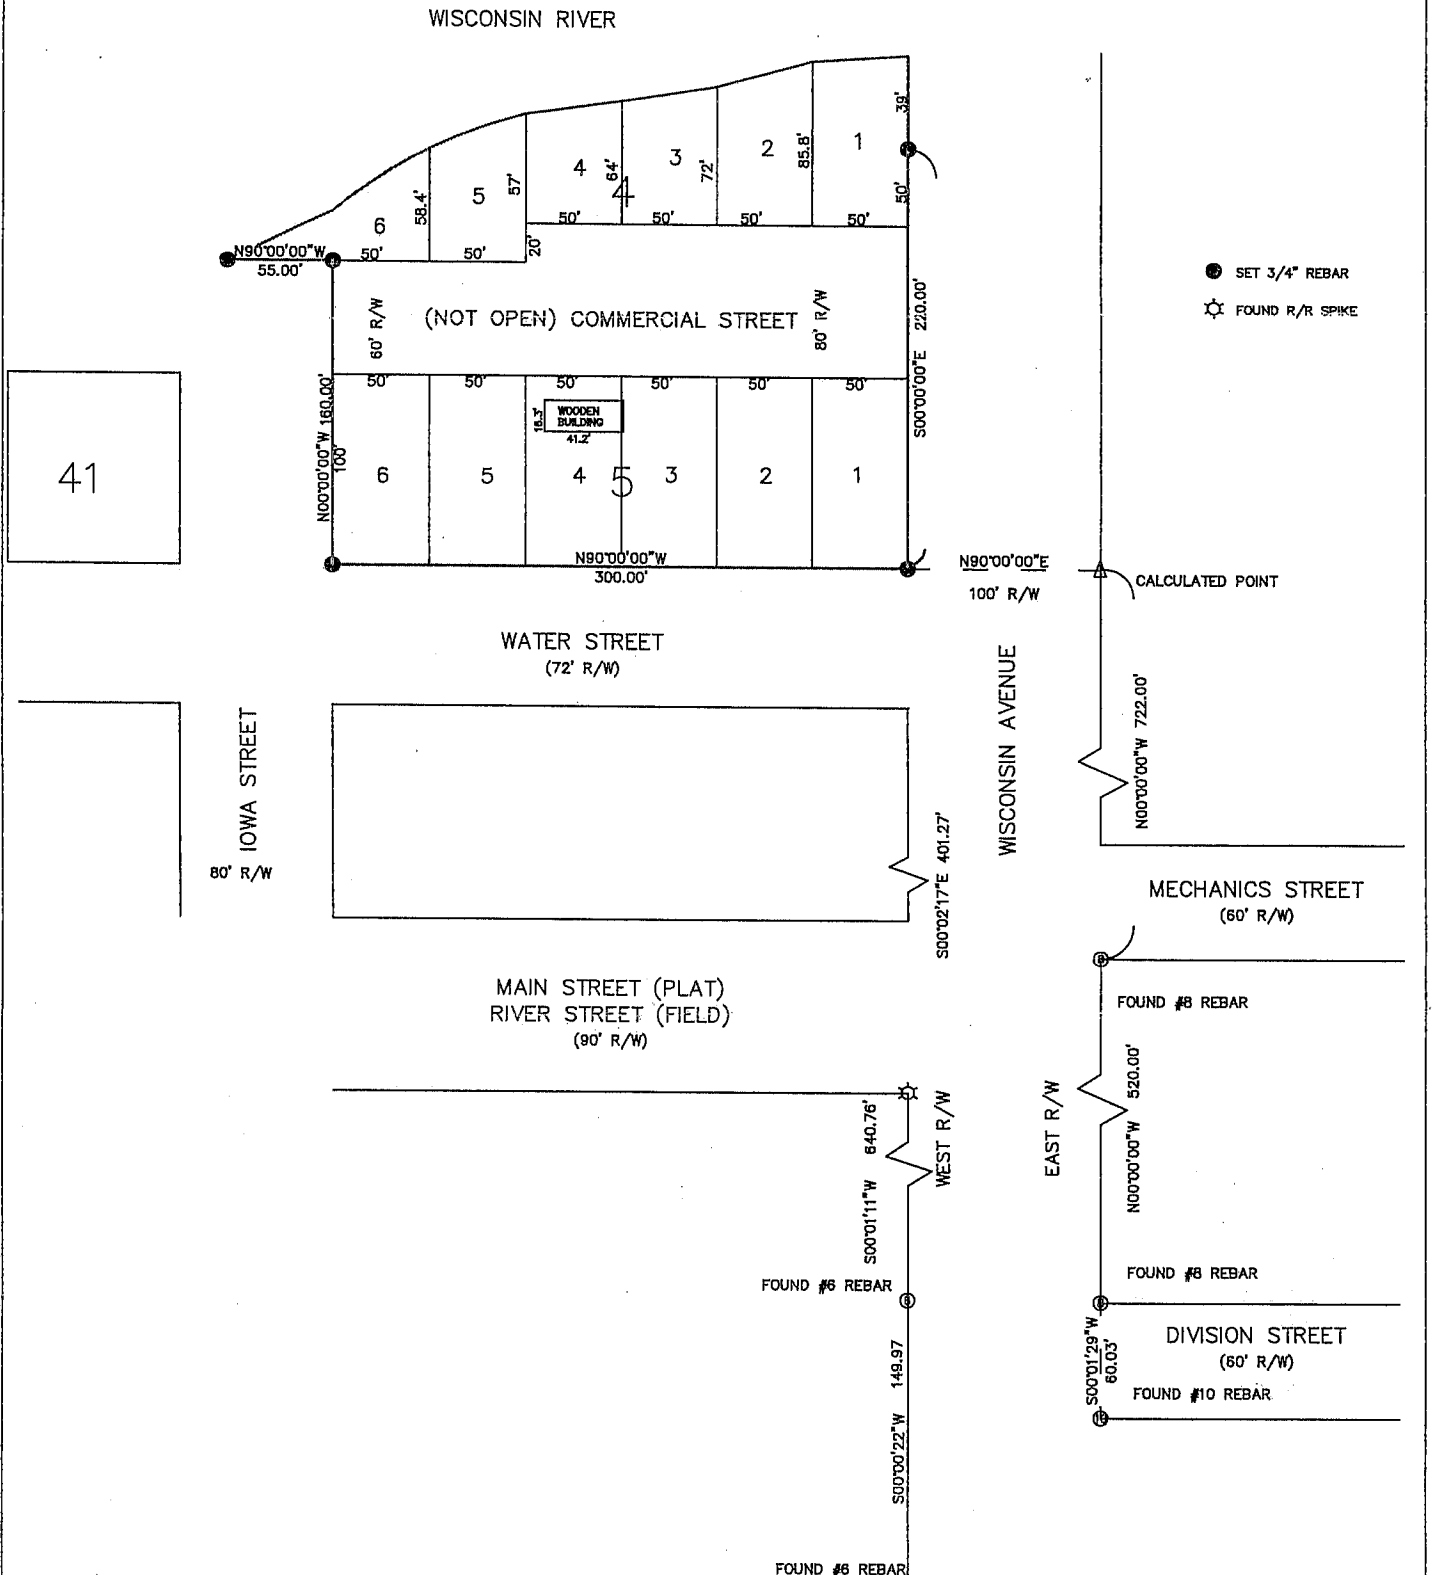 WISCONSIN RIVER
39'
1
85.8'
2
3
72'
4
64'
4
5
57'
58.4'
6
50'
50'
50'
50'
50'
50'
50'
20'
N90°00'00"W
55.00'
SET 3/4" REBAR
FOUND R/R SPIKE
60' R/W
(NOT OPEN) COMMERCIAL STREET
80' R/W
S00°00'00"E 220.00'
50'
50'
50'
50'
50'
50'
N00°00'00"W 160.00'
100'
WOODEN
BUILDING
16.3'
41.2'
41
6
5
4
5
3
2
1
N90°00'00"W
300.00'
N90°00'00"E
100' R/W
CALCULATED POINT
WATER STREET
(72' R/W)
IOWA STREET
80' R/W
WISCONSIN AVENUE
N00°00'00"W 722.00'
S00°02'17"E 401.27'
MECHANICS STREET
(60' R/W)
8
FOUND #8 REBAR
MAIN STREET (PLAT)
RIVER STREET (FIELD)
(90' R/W)
S00°01'11"W 640.76'
WEST R/W
EAST R/W
N00°00'00"W 520.00'
FOUND #6 REBAR
6
FOUND #8 REBAR
8
DIVISION STREET
(60' R/W)
S00°01'29"W
60.03'
FOUND #10 REBAR
10
S00°00'22"W 149.97
FOUND #6 REBAR